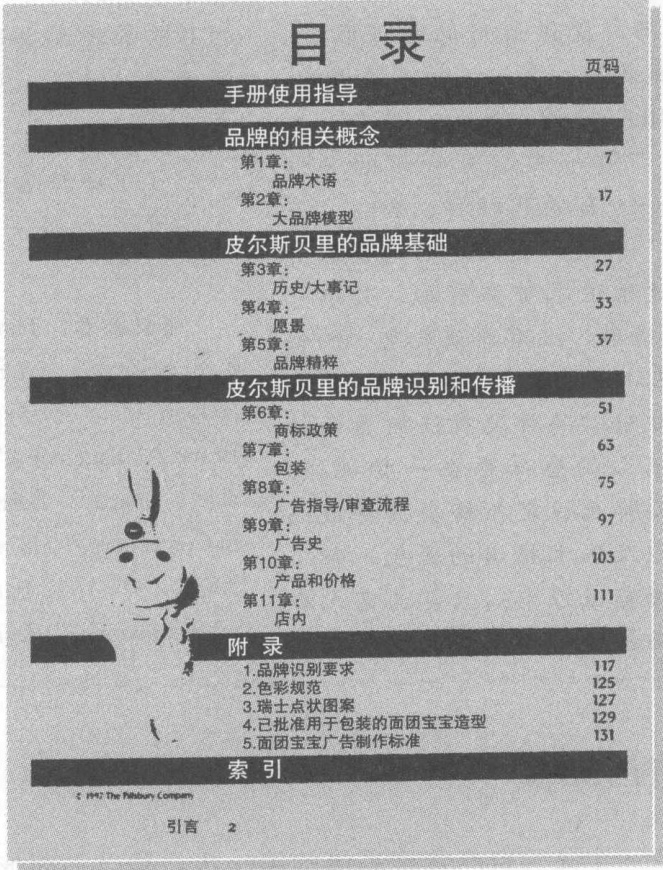 目 录
页码
手册使用指导
品牌的相关概念
第1章： 7
品牌术语
第2章： 17
大品牌模型
皮尔斯贝里的品牌基础
第3章： 27
历史/大事记
第4章： 33
愿景
第5章： 37
品牌精粹
皮尔斯贝里的品牌识别和传播
第6章： 51
商标政策
第7章： 63
包装
第8章： 75
广告指导/审查流程
第9章： 97
广告史
第10章： 103
产品和价格
第11章： 111
店内
附 录
1.品牌识别要求 117
2.色彩规范 125
3.瑞士点状图案 127
4.已批准用于包装的面团宝宝造型 129
5.面团宝宝广告制作标准 131
索 引
© 1997 The Pillsbury Company
引言 2